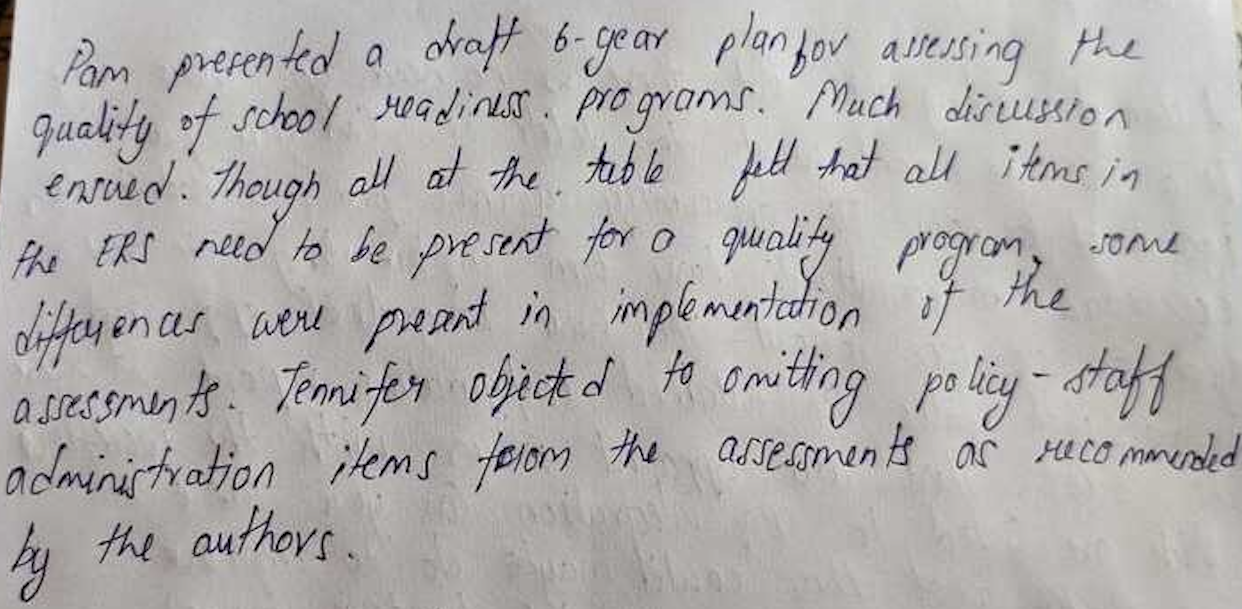 Pam presented a draft 6-year plan for assessing the
quality of school readiness. programs. Much discussion
ensued. Though all at the. table felt that all items in
the ERS need to be present for a quality program, some
differences were present in implementation of the
assessments. Jennifer objected to omitting policy-staff
administration items from the assessments as recommended
by the authors.